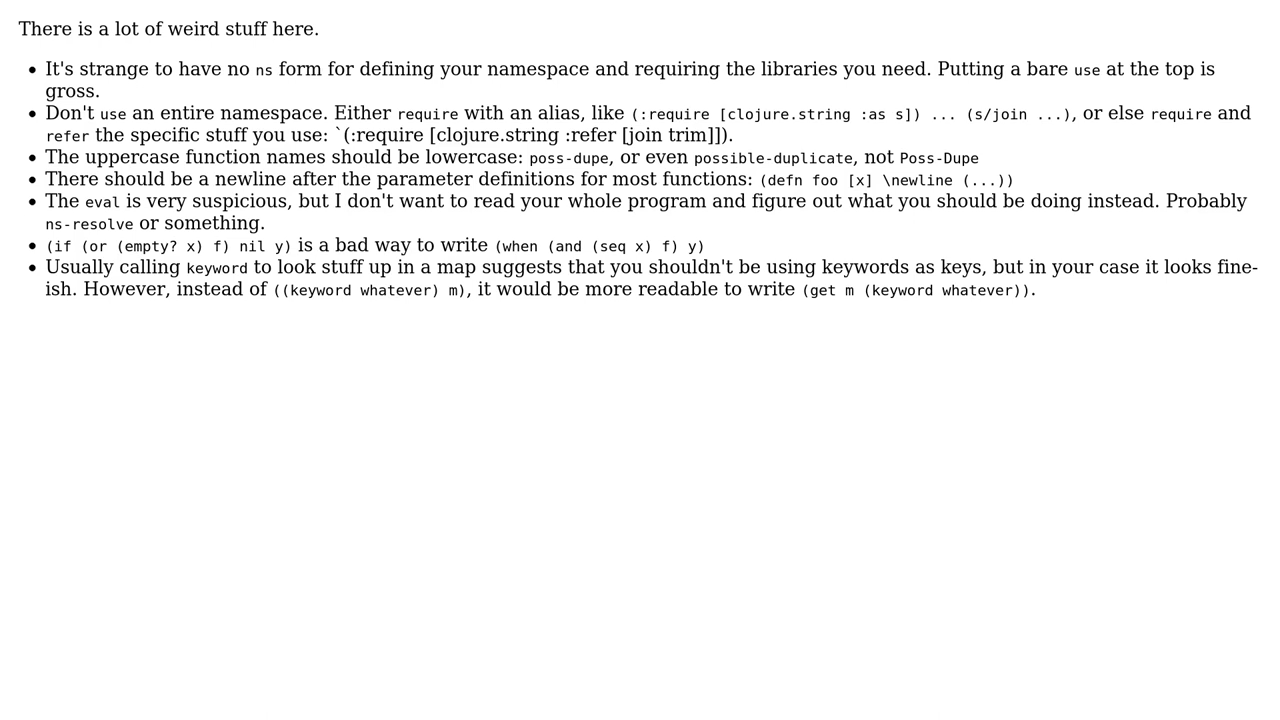 There is a lot of weird stuff here.
• It's strange to have no ns form for defining your namespace and requiring the libraries you need. Putting a bare use at the top is
gross.
• Don't use an entire namespace. Either require with an alias, like (:require [clojure.string :as s]) ... (s/join ...), or else require and
refer the specific stuff you use: `(:require [clojure.string :refer [join trim]]).
• The uppercase function names should be lowercase: poss-dupe, or even possible-duplicate, not Poss-Dupe
• There should be a newline after the parameter definitions for most functions: (defn foo [x] \newline (...))
• The eval is very suspicious, but I don't want to read your whole program and figure out what you should be doing instead. Probably
ns-resolve or something.
• (if (or (empty? x) f) nil y) is a bad way to write (when (and (seq x) f) y)
• Usually calling keyword to look stuff up in a map suggests that you shouldn't be using keywords as keys, but in your case it looks fine-
ish. However, instead of ((keyword whatever) m), it would be more readable to write (get m (keyword whatever)).